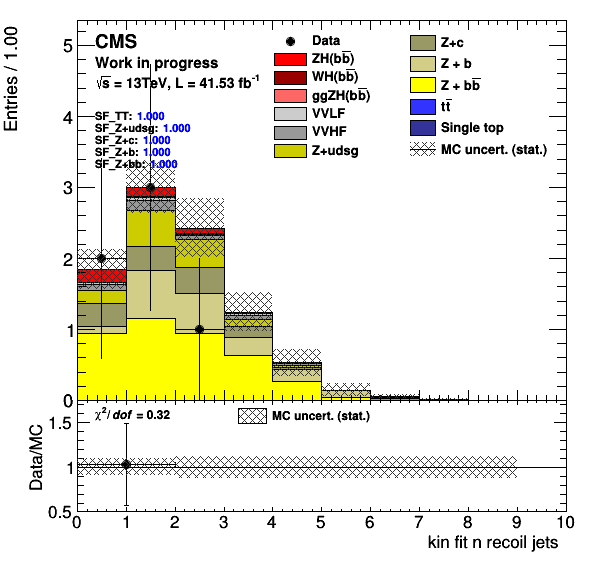 CMS
Work in progress
√s = 13TeV, L = 41.53 fb⁻¹
SF_TT: 1.000
SF_Z+udsg: 1.000
SF_Z+c: 1.000
SF_Z+b: 1.000
SF_Z+bb: 1.000
Data
ZH(bb̅)
WH(bb̅)
ggZH(bb̅)
VVLF
VVHF
Z+udsg
Z+c
Z + b
Z + bb̅
tt̅
Single top
MC uncert. (stat.)
Entries / 1.00
5
4
3
2
1
0
χ²/dof = 0.32
MC uncert. (stat.)
Data/MC
1.5
1
0.5
0 1 2 3 4 5 6 7 8 9 10
kin fit n recoil jets